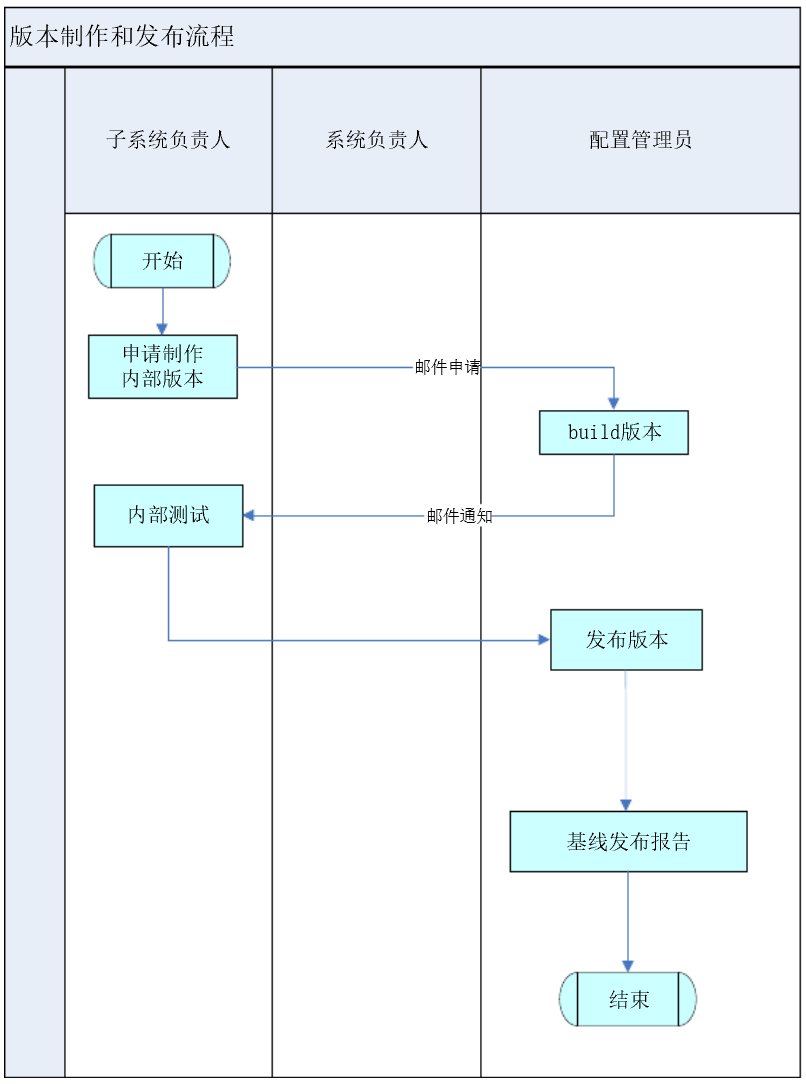 版本制作和发布流程
子系统负责人
系统负责人
配置管理员
开始
申请制作
内部版本
邮件申请
build版本
内部测试
邮件通知
发布版本
基线发布报告
结束